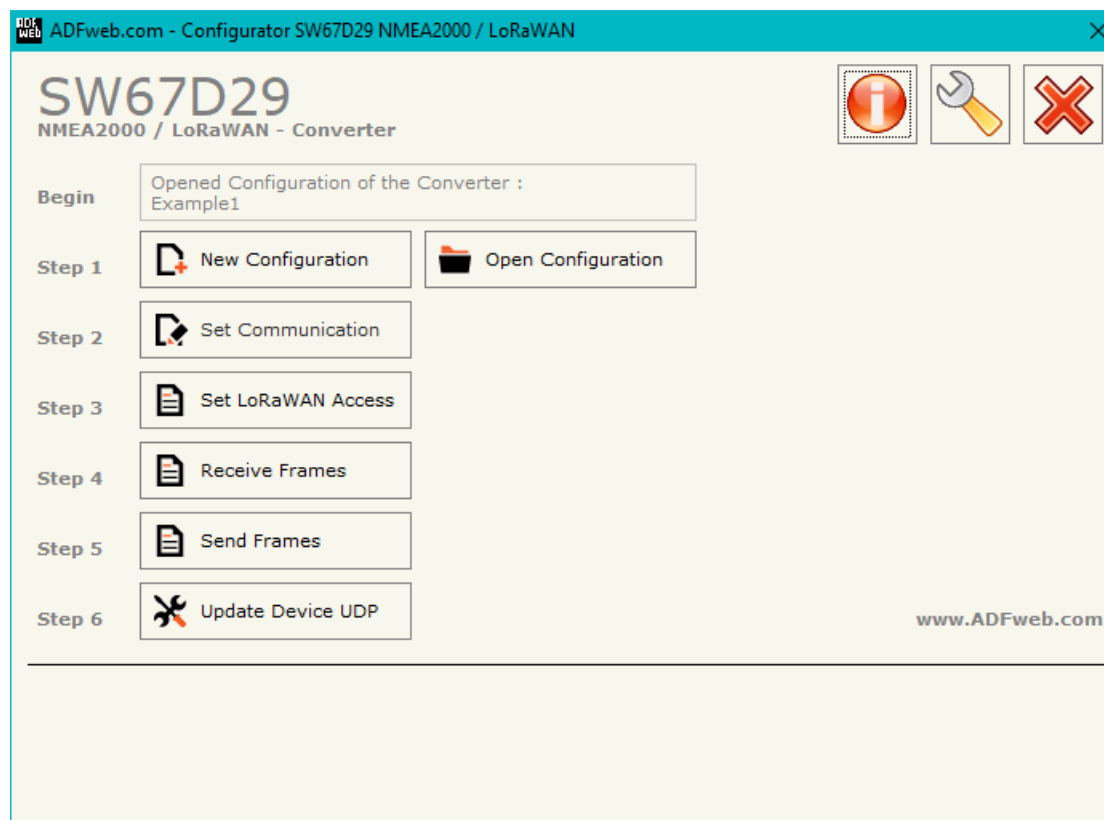 ADF
web ADFweb.com - Configurator SW67D29 NMEA2000 / LoRaWAN
SW67D29
NMEA2000 / LoRaWAN - Converter
Begin
Opened Configuration of the Converter :
Example1
Step 1
New Configuration
Open Configuration
Step 2
Set Communication
Step 3
Set LoRaWAN Access
Step 4
Receive Frames
Step 5
Send Frames
Step 6
Update Device UDP
www.ADFweb.com